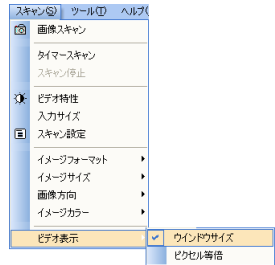 スキャン(S) ツール(T) ヘルプ(
画像スキャン
タイマースキャン
スキャン停止
ビデオ特性
入力サイズ
スキャン設定
イメージフォーマット
イメージサイズ
画像方向
イメージカラー
ビデオ表示
ウインドウサイズ
ピクセル等倍